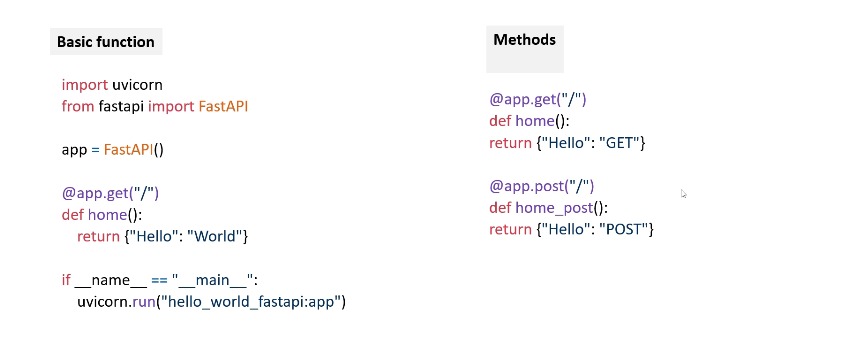 Basic function
import uvicorn
from fastapi import FastAPI
app = FastAPI()
@app.get("/")
def home():
return {"Hello": "World"}
if __name__ == "__main__":
uvicorn.run("hello_world_fastapi:app")
Methods
@app.get("/")
def home():
return {"Hello": "GET"}
@app.post("/")
def home_post():
return {"Hello": "POST"}